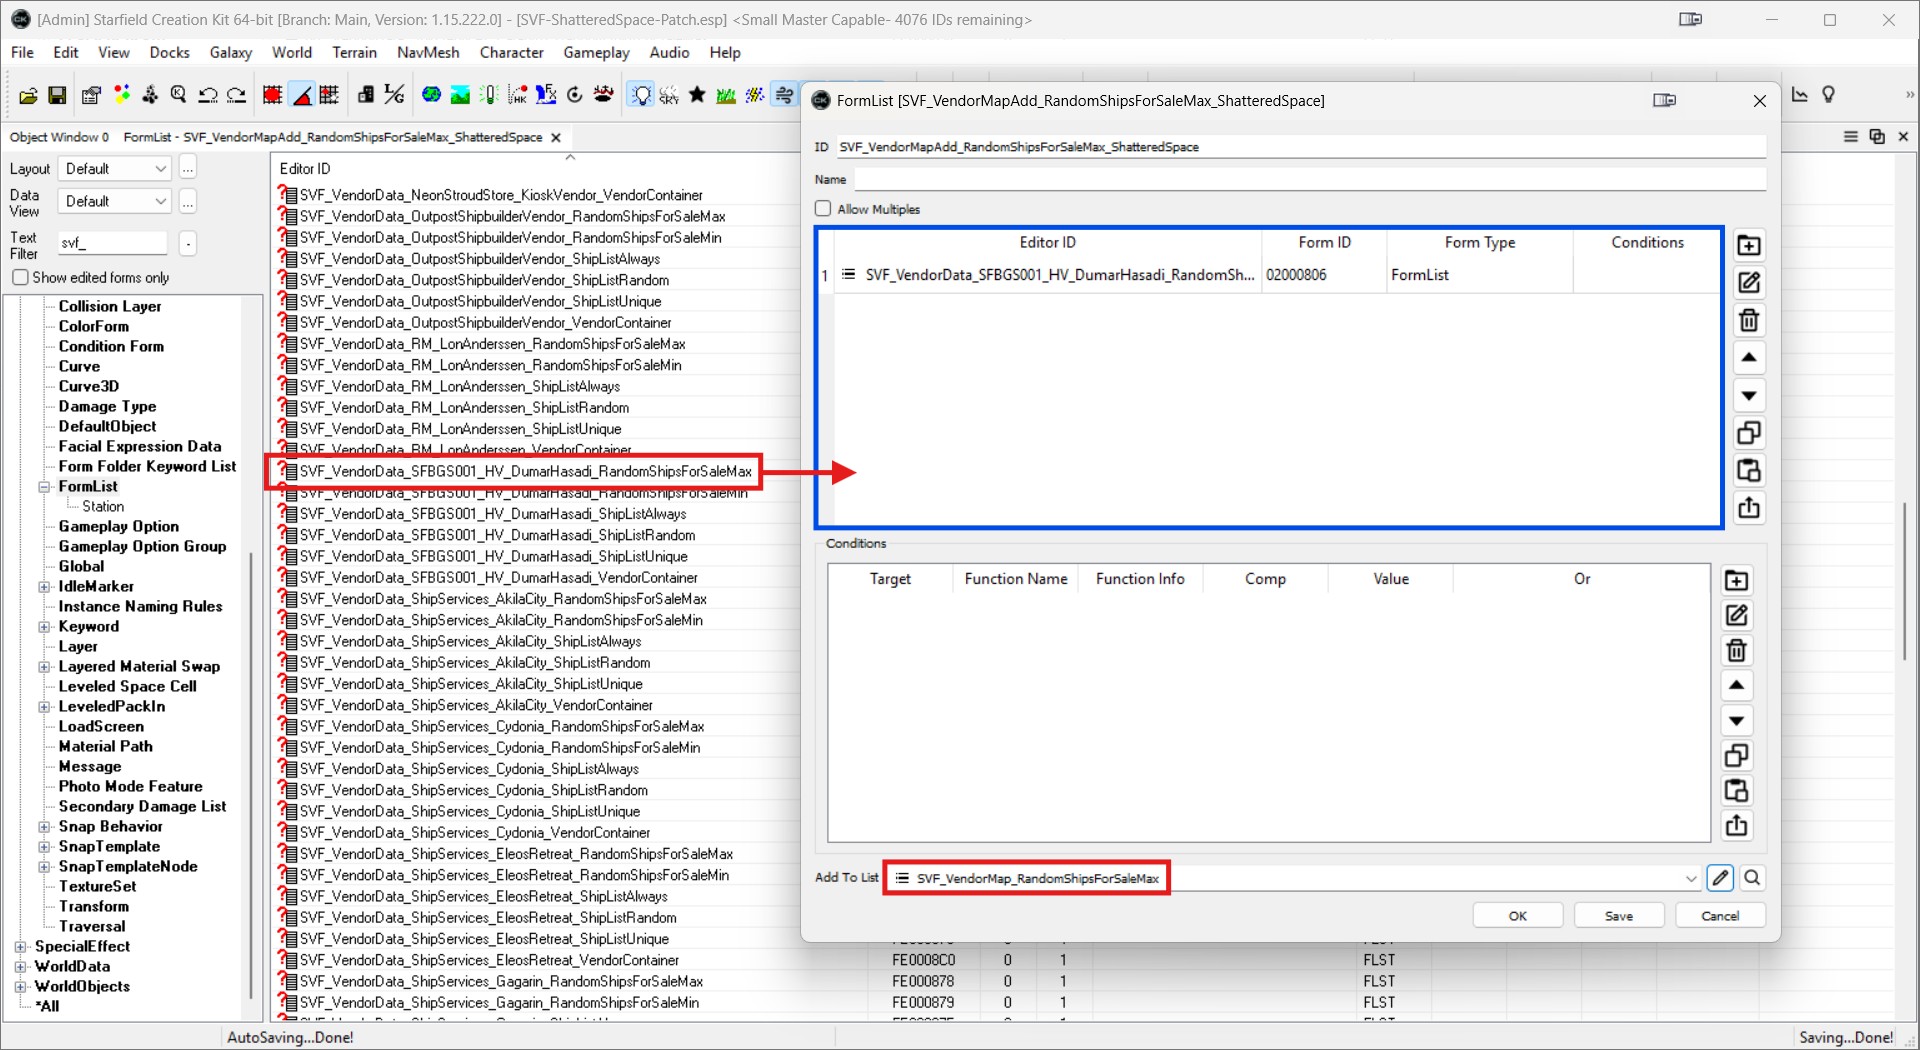 [Admin] Starfield Creation Kit 64-bit [Branch: Main, Version: 1.15.222.0] - [SVF-ShatteredSpace-Patch.esp] <Small Master Capable- 4076 IDs remaining>
File Edit View Docks Galaxy World Terrain NavMesh Character Gameplay Audio Help
Object Window 0 FormList - SVF_VendorMapAdd_RandomShipsForSaleMax_ShatteredSpace
Layout Default ...
Data View Default ...
Text Filter svf_ -
Show edited forms only
Collision Layer
ColorForm
Condition Form
Curve
Curve3D
Damage Type
DefaultObject
Facial Expression Data
Form Folder Keyword List
FormList
Station
Gameplay Option
Gameplay Option Group
Global
IdleMarker
Instance Naming Rules
Keyword
Layer
Layered Material Swap
Leveled Space Cell
LeveledPackIn
LoadScreen
Material Path
Message
Photo Mode Feature
Secondary Damage List
Snap Behavior
SnapTemplate
SnapTemplateNode
TextureSet
Transform
Traversal
SpecialEffect
WorldData
WorldObjects
*All
Editor ID
SVF_VendorData_NeonStroudStore_KioskVendor_VendorContainer
SVF_VendorData_OutpostShipbuilderVendor_RandomShipsForSaleMax
SVF_VendorData_OutpostShipbuilderVendor_RandomShipsForSaleMin
SVF_VendorData_OutpostShipbuilderVendor_ShipListAlways
SVF_VendorData_OutpostShipbuilderVendor_ShipListRandom
SVF_VendorData_OutpostShipbuilderVendor_ShipListUnique
SVF_VendorData_OutpostShipbuilderVendor_VendorContainer
SVF_VendorData_RM_LonAnderssen_RandomShipsForSaleMax
SVF_VendorData_RM_LonAnderssen_RandomShipsForSaleMin
SVF_VendorData_RM_LonAnderssen_ShipListAlways
SVF_VendorData_RM_LonAnderssen_ShipListRandom
SVF_VendorData_RM_LonAnderssen_ShipListUnique
SVF_VendorData_RM_LonAnderssen_VendorContainer
SVF_VendorData_SFBGS001_HV_DumarHasadi_RandomShipsForSaleMax
SVF_VendorData_SFBGS001_HV_DumarHasadi_RandomShipsForSaleMin
SVF_VendorData_SFBGS001_HV_DumarHasadi_ShipListAlways
SVF_VendorData_SFBGS001_HV_DumarHasadi_ShipListRandom
SVF_VendorData_SFBGS001_HV_DumarHasadi_ShipListUnique
SVF_VendorData_SFBGS001_HV_DumarHasadi_VendorContainer
SVF_VendorData_ShipServices_AkilaCity_RandomShipsForSaleMax
SVF_VendorData_ShipServices_AkilaCity_RandomShipsForSaleMin
SVF_VendorData_ShipServices_AkilaCity_ShipListAlways
SVF_VendorData_ShipServices_AkilaCity_ShipListRandom
SVF_VendorData_ShipServices_AkilaCity_ShipListUnique
SVF_VendorData_ShipServices_AkilaCity_VendorContainer
SVF_VendorData_ShipServices_Cydonia_RandomShipsForSaleMax
SVF_VendorData_ShipServices_Cydonia_RandomShipsForSaleMin
SVF_VendorData_ShipServices_Cydonia_ShipListAlways
SVF_VendorData_ShipServices_Cydonia_ShipListRandom
SVF_VendorData_ShipServices_Cydonia_ShipListUnique
SVF_VendorData_ShipServices_Cydonia_VendorContainer
SVF_VendorData_ShipServices_EleosRetreat_RandomShipsForSaleMax
SVF_VendorData_ShipServices_EleosRetreat_RandomShipsForSaleMin
SVF_VendorData_ShipServices_EleosRetreat_ShipListAlways
SVF_VendorData_ShipServices_EleosRetreat_ShipListRandom
SVF_VendorData_ShipServices_EleosRetreat_ShipListUnique
SVF_VendorData_ShipServices_EleosRetreat_VendorContainer FE0008C0 0 1 FLST
SVF_VendorData_ShipServices_Gagarin_RandomShipsForSaleMax FE000878 0 1 FLST
SVF_VendorData_ShipServices_Gagarin_RandomShipsForSaleMin FE000879 0 1 FLST
FormList [SVF_VendorMapAdd_RandomShipsForSaleMax_ShatteredSpace]
ID SVF_VendorMapAdd_RandomShipsForSaleMax_ShatteredSpace
Name
Allow Multiples
Editor ID Form ID Form Type Conditions
1 SVF_VendorData_SFBGS001_HV_DumarHasadi_RandomSh... 02000806 FormList
Conditions
Target Function Name Function Info Comp Value Or
Add To List SVF_VendorMap_RandomShipsForSaleMax
OK Save Cancel
AutoSaving...Done! Saving...Done!